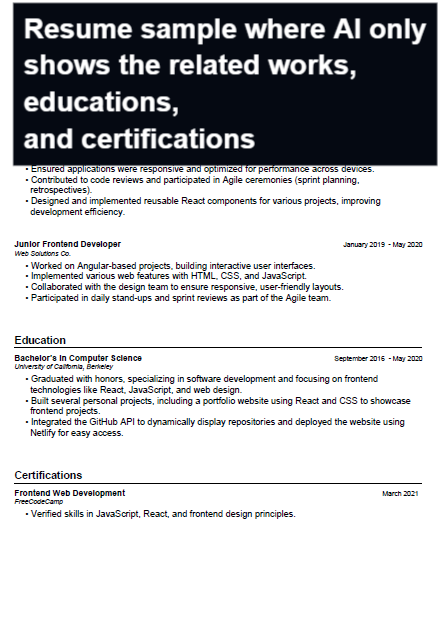 Resume sample where AI only
shows the related works,
educations,
and certifications
• Ensured applications were responsive and optimized for performance across devices.
• Contributed to code reviews and participated in Agile ceremonies (sprint planning,
retrospectives).
• Designed and implemented reusable React components for various projects, improving
development efficiency.
Junior Frontend Developer January 2019 - May 2020
Web Solutions Co.
• Worked on Angular-based projects, building interactive user interfaces.
• Implemented various web features with HTML, CSS, and JavaScript.
• Collaborated with the design team to ensure responsive, user-friendly layouts.
• Participated in daily stand-ups and sprint reviews as part of the Agile team.
Education
Bachelor's in Computer Science September 2016 - May 2020
University of California, Berkeley
• Graduated with honors, specializing in software development and focusing on frontend
technologies like React, JavaScript, and web design.
• Built several personal projects, including a portfolio website using React and CSS to showcase
frontend projects.
• Integrated the GitHub API to dynamically display repositories and deployed the website using
Netlify for easy access.
Certifications
Frontend Web Development March 2021
FreeCodeCamp
• Verified skills in JavaScript, React, and frontend design principles.